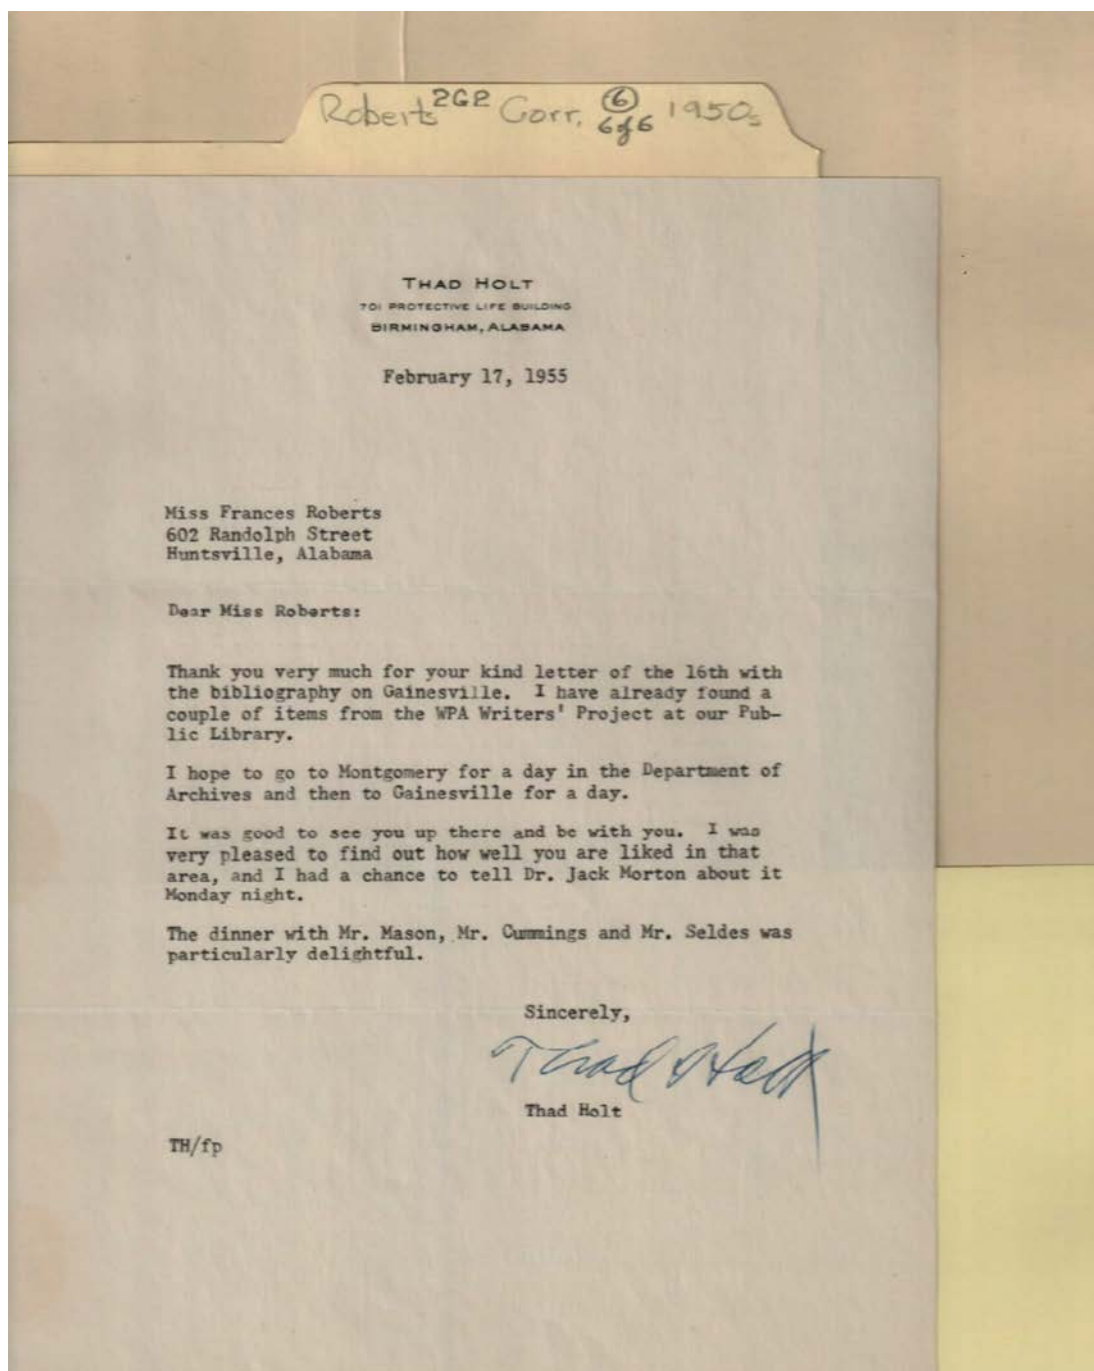 Roberts 2G2 Corr. 6 1950s
6 of 6
THAD HOLT
701 PROTECTIVE LIFE BUILDING
BIRMINGHAM, ALABAMA
February 17, 1955
Miss Frances Roberts
602 Randolph Street
Huntsville, Alabama
Dear Miss Roberts:
Thank you very much for your kind letter of the 16th with
the bibliography on Gainesville.  I have already found a
couple of items from the WPA Writers' Project at our Pub-
lic Library.
I hope to go to Montgomery for a day in the Department of
Archives and then to Gainesville for a day.
It was good to see you up there and be with you.  I was
very pleased to find out how well you are liked in that
area, and I had a chance to tell Dr. Jack Morton about it
Monday night.
The dinner with Mr. Mason, Mr. Cummings and Mr. Seldes was
particularly delightful.
Sincerely,
Thad Holt
Thad Holt
TH/fp